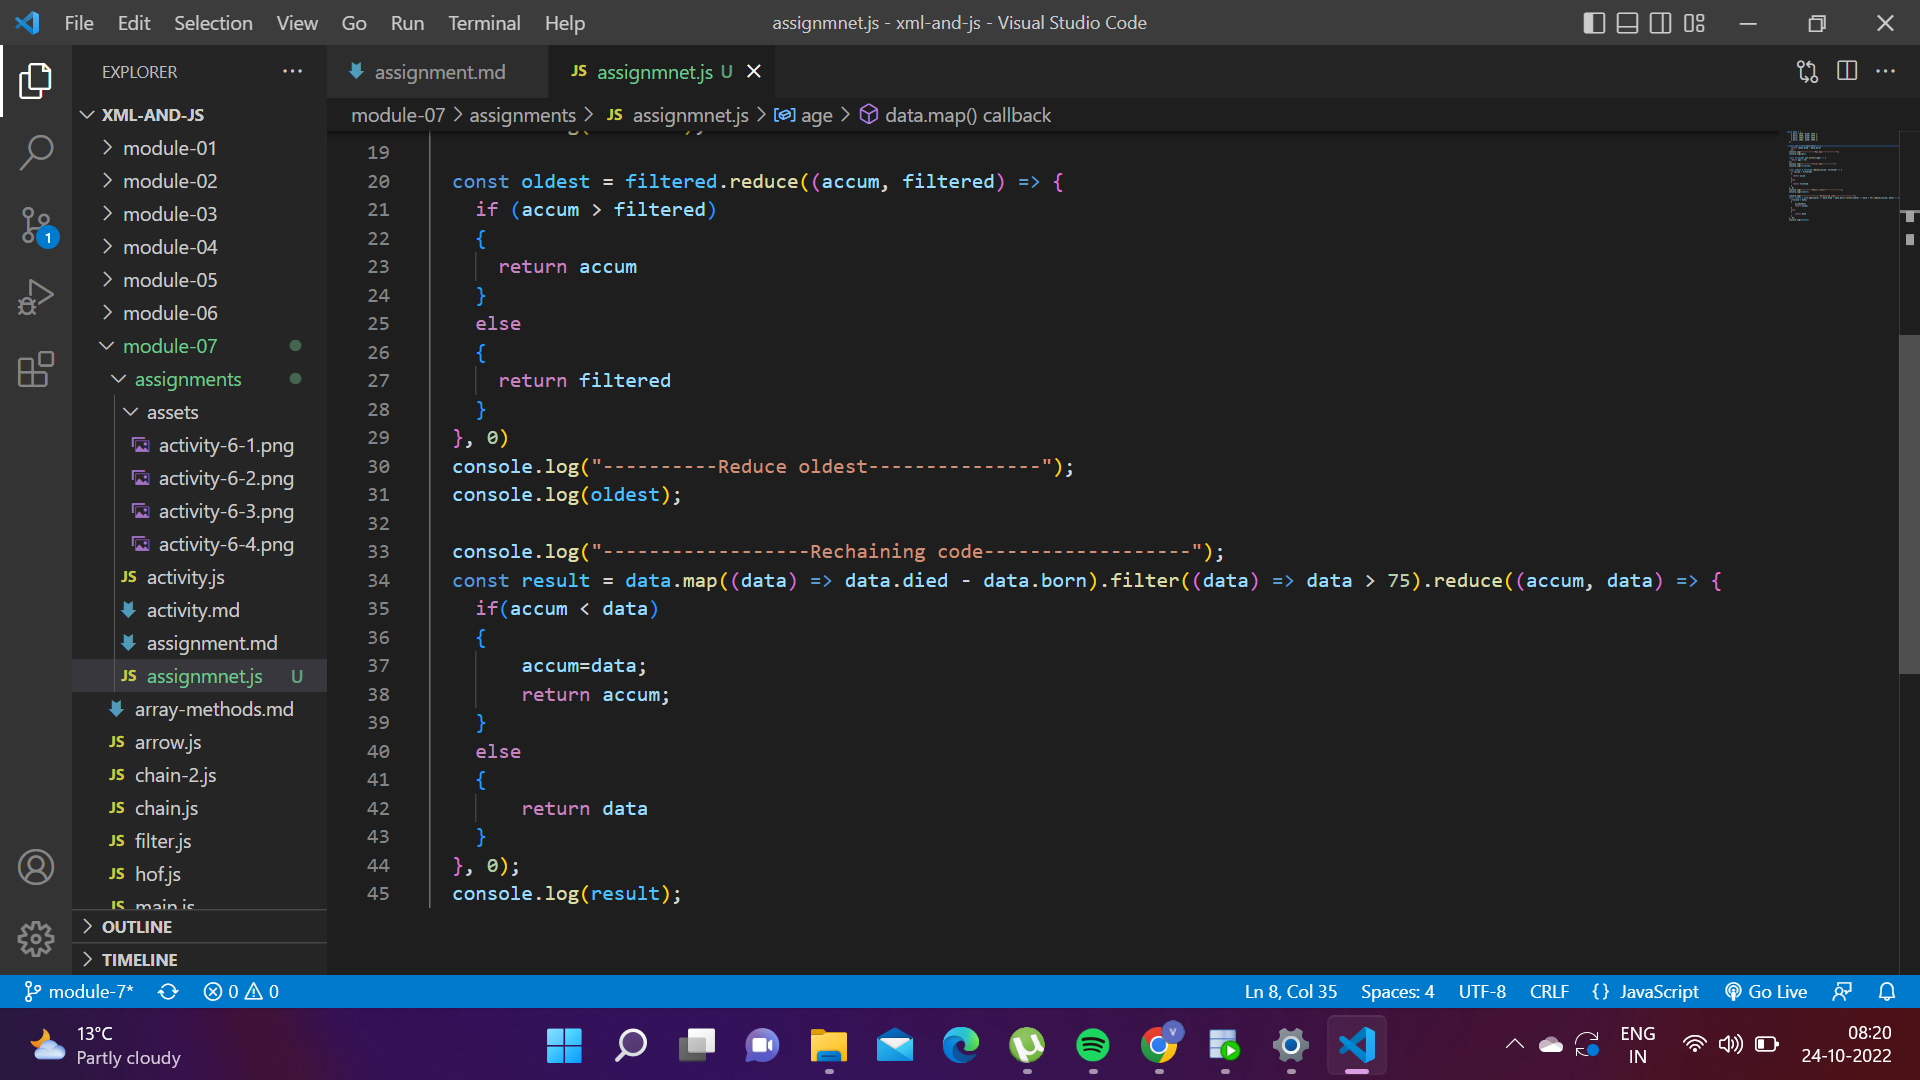 File Edit Selection View Go Run Terminal Help
assignmnet.js - xml-and-js - Visual Studio Code
EXPLORER
XML-AND-JS
module-01
module-02
module-03
module-04
module-05
module-06
module-07
assignments
assets
activity-6-1.png
activity-6-2.png
activity-6-3.png
activity-6-4.png
JS activity.js
activity.md
assignment.md
JS assignmnet.js U
array-methods.md
JS arrow.js
JS chain-2.js
JS chain.js
JS filter.js
JS hof.js
JS main.js
OUTLINE
TIMELINE
1
assignment.md
JS assignmnet.js U
module-07 > assignments > JS assignmnet.js > age > data.map() callback
19
20 const oldest = filtered.reduce((accum, filtered) => {
21 if (accum > filtered)
22 {
23 return accum
24 }
25 else
26 {
27 return filtered
28 }
29 }, 0)
30 console.log("----------Reduce oldest---------------");
31 console.log(oldest);
32
33 console.log("------------------Rechaining code------------------");
34 const result = data.map((data) => data.died - data.born).filter((data) => data > 75).reduce((accum, data) => {
35 if(accum < data)
36 {
37 accum=data;
38 return accum;
39 }
40 else
41 {
42 return data
43 }
44 }, 0);
45 console.log(result);
module-7* 0 0
Ln 8, Col 35 Spaces: 4 UTF-8 CRLF {} JavaScript Go Live
13°C
Partly cloudy
V
ENG
IN
08:20
24-10-2022